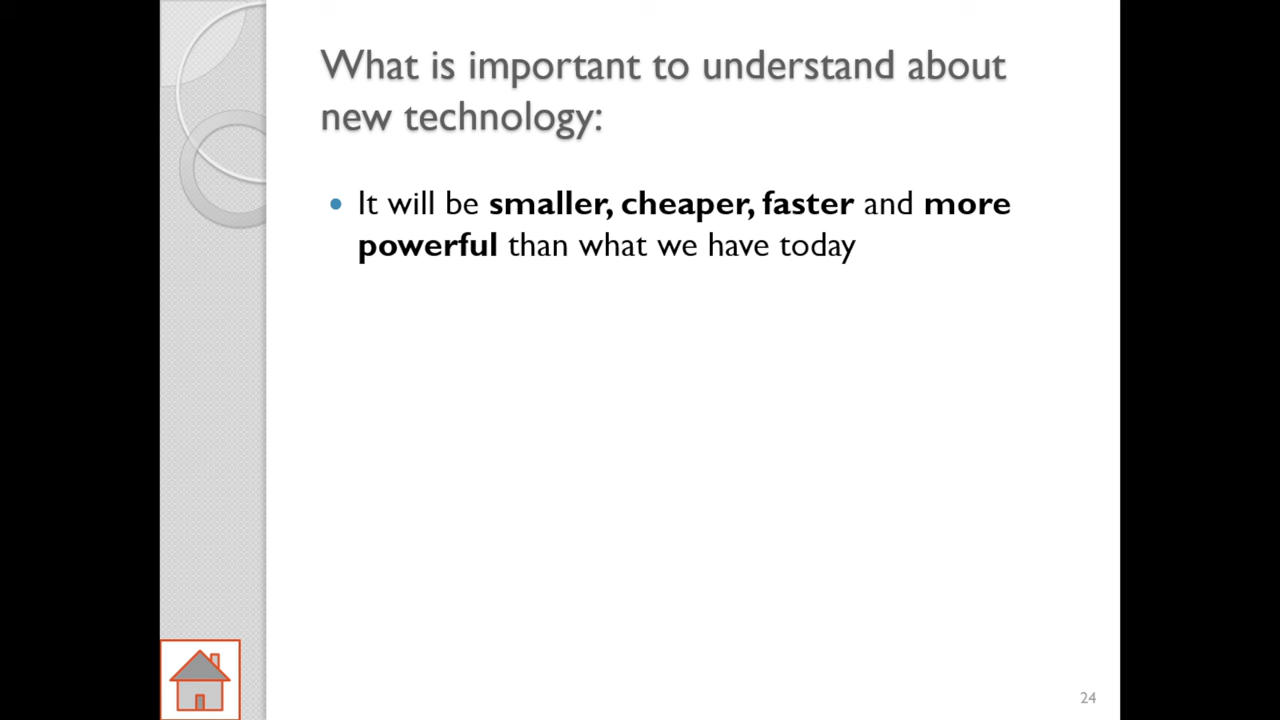 What is important to understand about
new technology:
• It will be smaller, cheaper, faster and more
powerful than what we have today
24